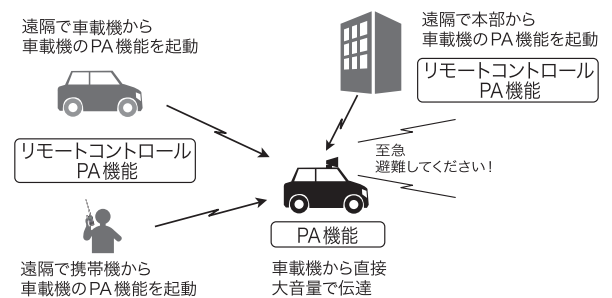 遠隔で車載機から
車載機のPA機能を起動
リモートコントロール
PA機能
遠隔で携帯機から
車載機のPA機能を起動
遠隔で本部から
車載機のPA機能を起動
リモートコントロール
PA機能
至急
避難してください！
PA機能
車載機から直接
大音量で伝達